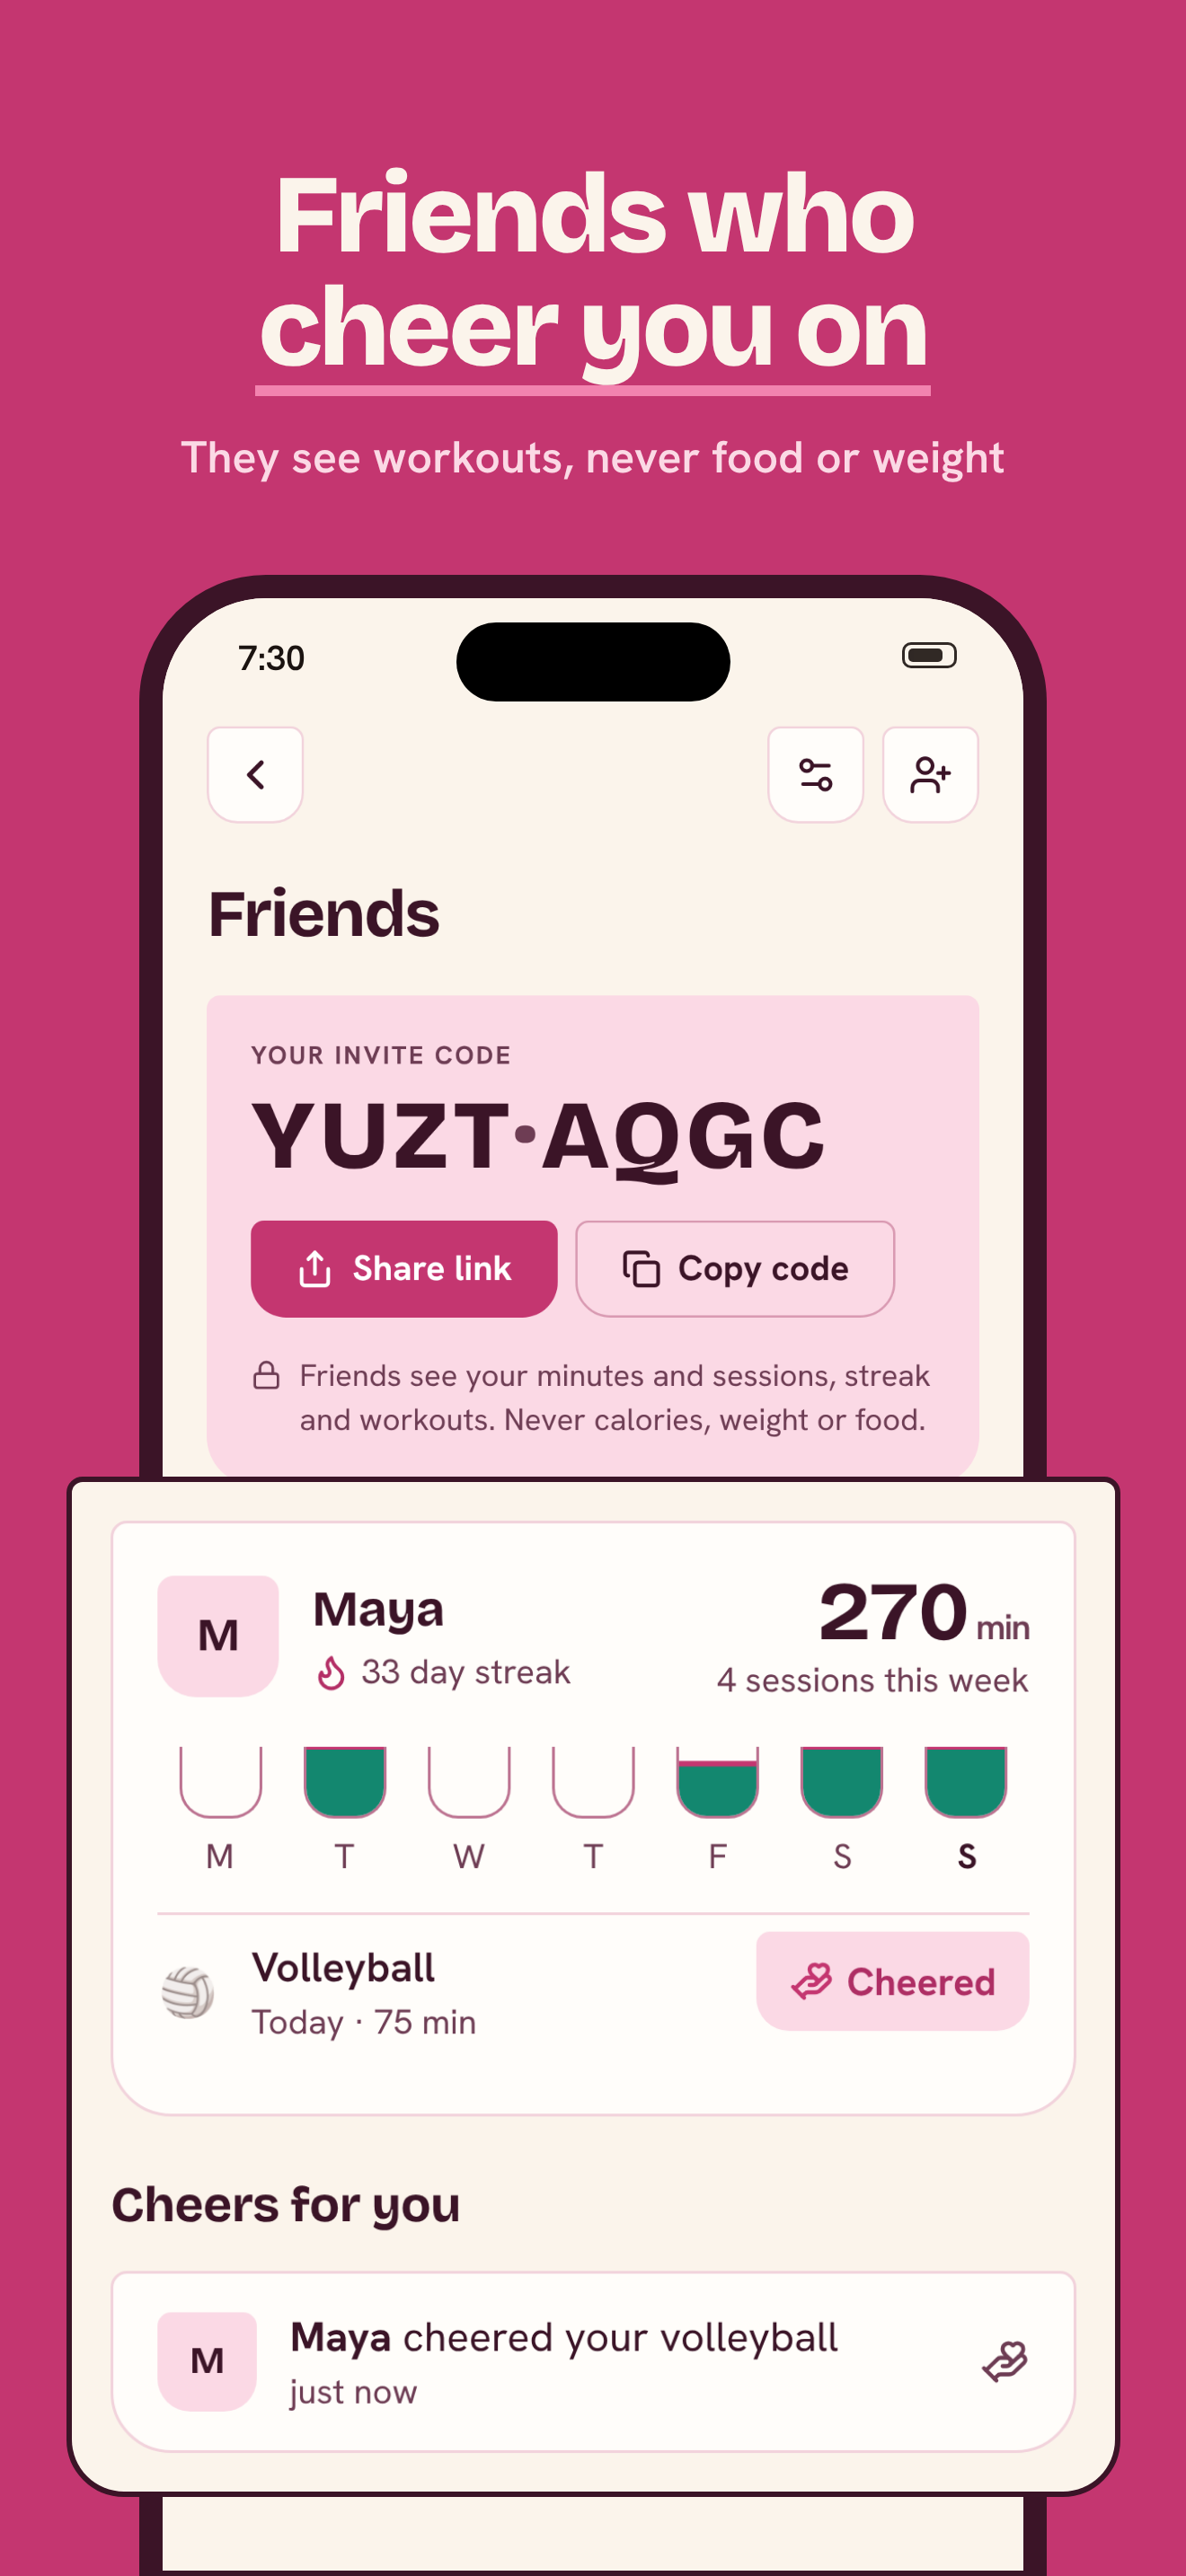 Friends who
cheer you on
They see workouts, never food or weight
7:30
Friends
YOUR INVITE CODE
YUZT·AQGC
Share link
Copy code
Friends see your minutes and sessions, streak
and workouts. Never calories, weight or food.
M
Maya
270 min
33 day streak
4 sessions this week
M T W T F S S
Volleyball
Today · 75 min
Cheered
Cheers for you
M
Maya cheered your volleyball
just now